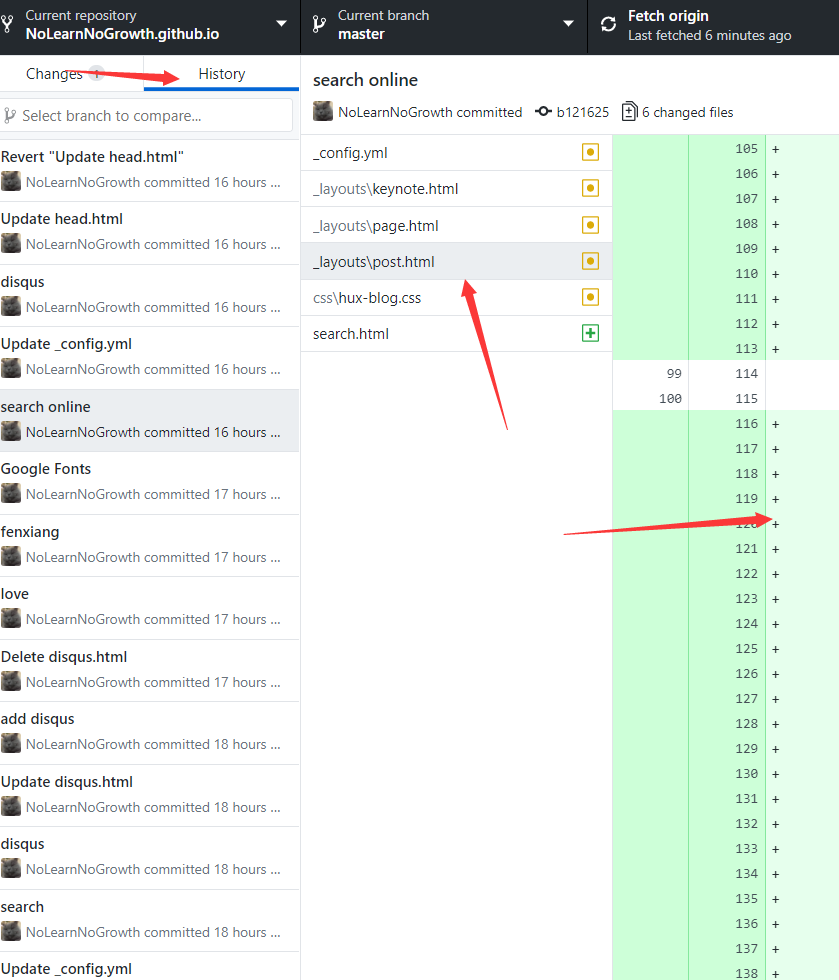 Current repository
NoLearnNoGrowth.github.io
Current branch
master
Fetch origin
Last fetched 6 minutes ago
Changes 1
History
Select branch to compare...
Revert "Update head.html"
NoLearnNoGrowth committed 16 hours ...
Update head.html
NoLearnNoGrowth committed 16 hours ...
disqus
NoLearnNoGrowth committed 16 hours ...
Update _config.yml
NoLearnNoGrowth committed 16 hours ...
search online
NoLearnNoGrowth committed 16 hours ...
Google Fonts
NoLearnNoGrowth committed 17 hours ...
fenxiang
NoLearnNoGrowth committed 17 hours ...
love
NoLearnNoGrowth committed 17 hours ...
Delete disqus.html
NoLearnNoGrowth committed 17 hours ...
add disqus
NoLearnNoGrowth committed 18 hours ...
Update disqus.html
NoLearnNoGrowth committed 18 hours ...
disqus
NoLearnNoGrowth committed 18 hours ...
search
NoLearnNoGrowth committed 18 hours ...
Update _config.yml
search online
NoLearnNoGrowth committed b121625 6 changed files
_config.yml
_layouts\keynote.html
_layouts\page.html
_layouts\post.html
css\hux-blog.css
search.html
105 +
106 +
107 +
108 +
109 +
110 +
111 +
112 +
113 +
99 114
100 115
116 +
117 +
118 +
119 +
120 +
121 +
122 +
123 +
124 +
125 +
126 +
127 +
128 +
129 +
130 +
131 +
132 +
133 +
134 +
135 +
136 +
137 +
138 +